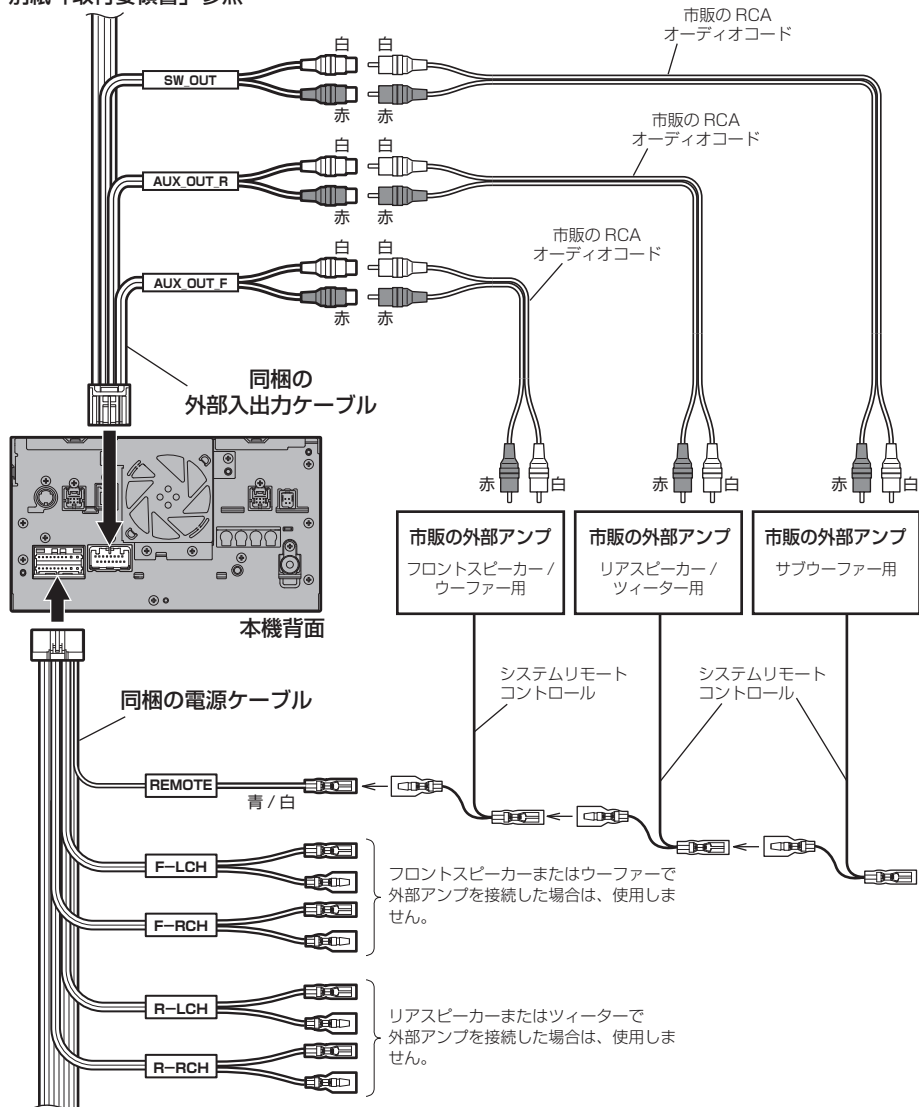 別紙「取付要領書」参照
市販の RCA
オーディオコード
白
白
SW_OUT
赤
赤
市販の RCA
オーディオコード
白
白
AUX_OUT_R
赤
赤
市販の RCA
オーディオコード
白
白
AUX_OUT_F
赤
赤
同梱の
外部入出力ケーブル
赤
白
赤
白
赤
白
市販の外部アンプ
フロントスピーカー /
ウーファー用
市販の外部アンプ
リアスピーカー /
ツィーター用
市販の外部アンプ
サブウーファー用
本機背面
システムリモート
コントロール
システムリモート
コントロール
同梱の電源ケーブル
REMOTE
青 / 白
F−LCH
F−RCH
フロントスピーカーまたはウーファーで
外部アンプを接続した場合は、使用しま
せん。
R−LCH
R−RCH
リアスピーカーまたはツィーターで
外部アンプを接続した場合は、使用しま
せん。